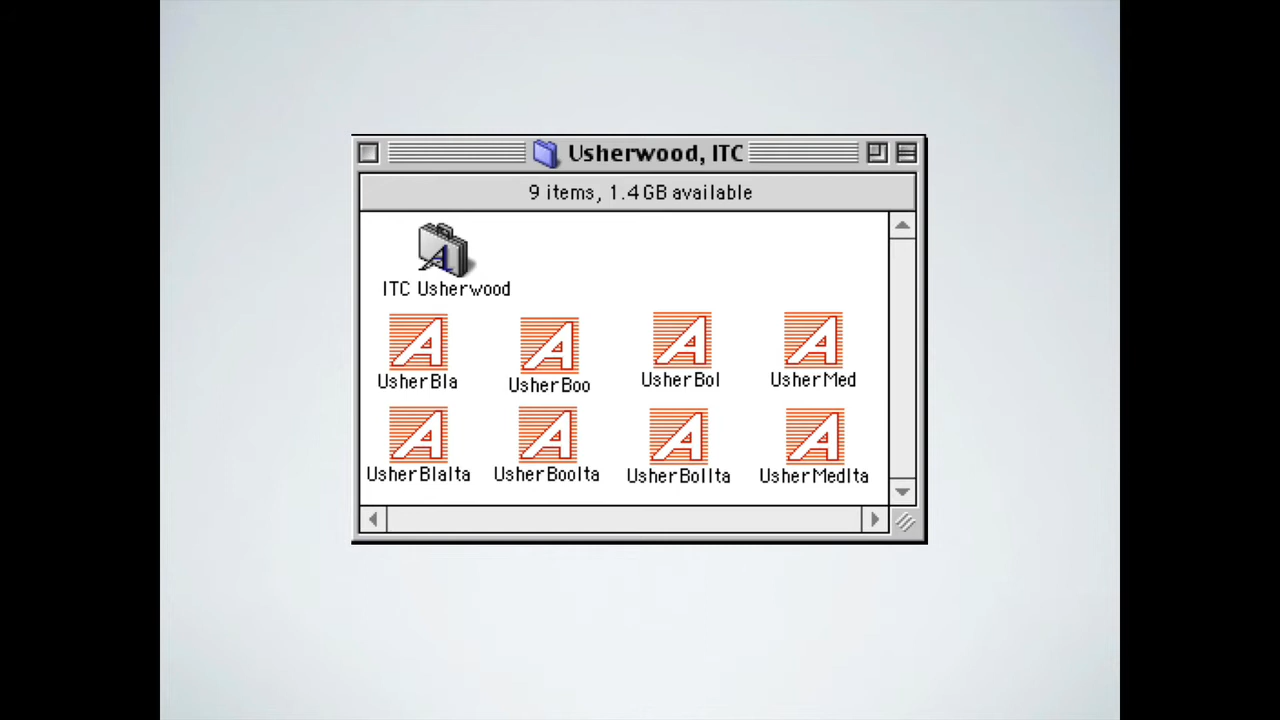 Usherwood, ITC
9 items, 1.4 GB available
ITC Usherwood
UsherBla UsherBoo UsherBol UsherMed
UsherBlaIta UsherBooIta UsherBolIta UsherMedIta